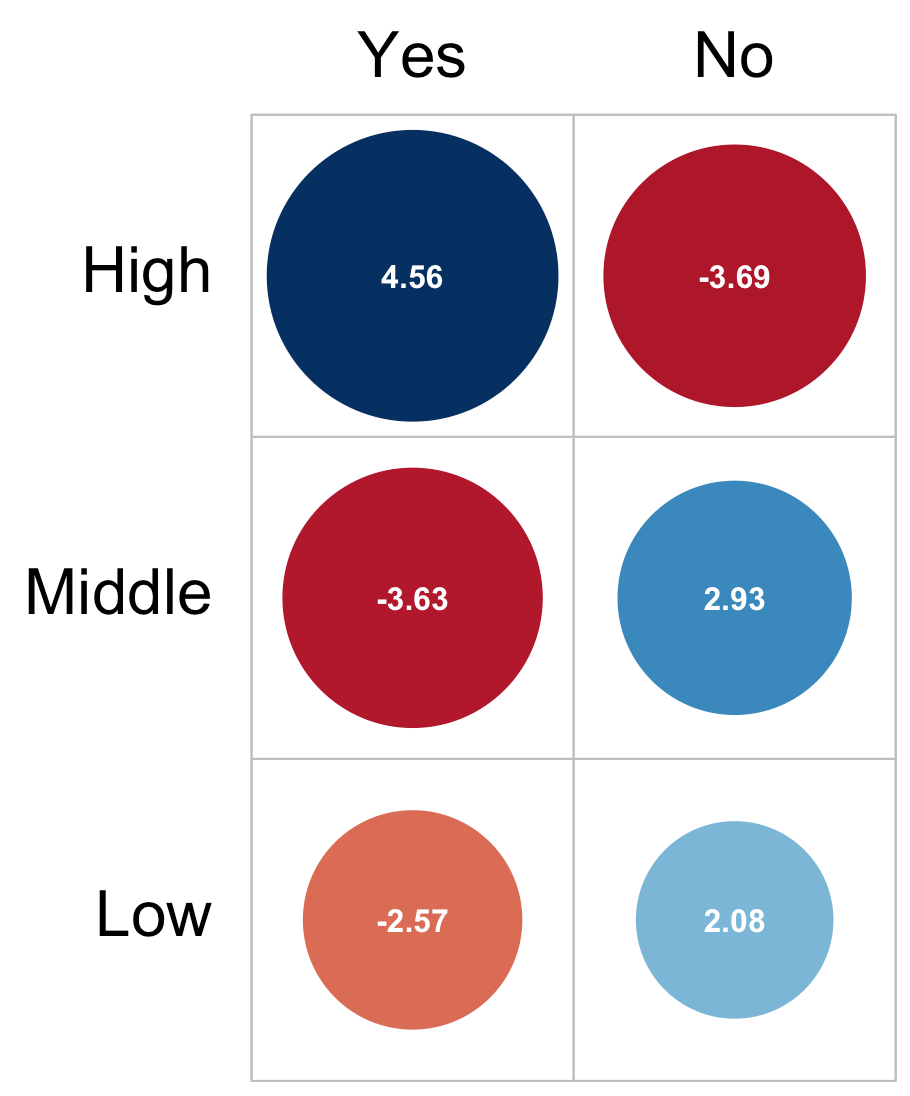 Yes No
High 4.56 -3.69
Middle -3.63 2.93
Low -2.57 2.08